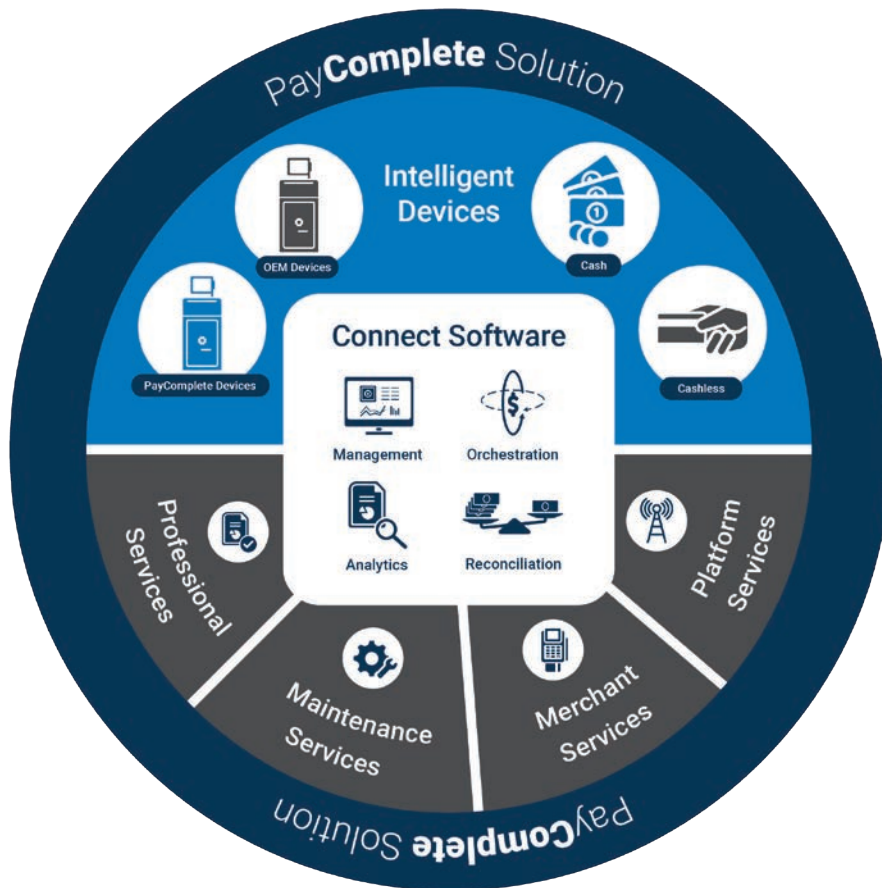 PayComplete Solution
Intelligent
Devices
OEM Devices
Cash
PayComplete Devices
Cashless
Connect Software
Management
Orchestration
Analytics
Reconciliation
Professional
Services
Maintenance
Services
Merchant
Services
Platform
Services
PayComplete Solution